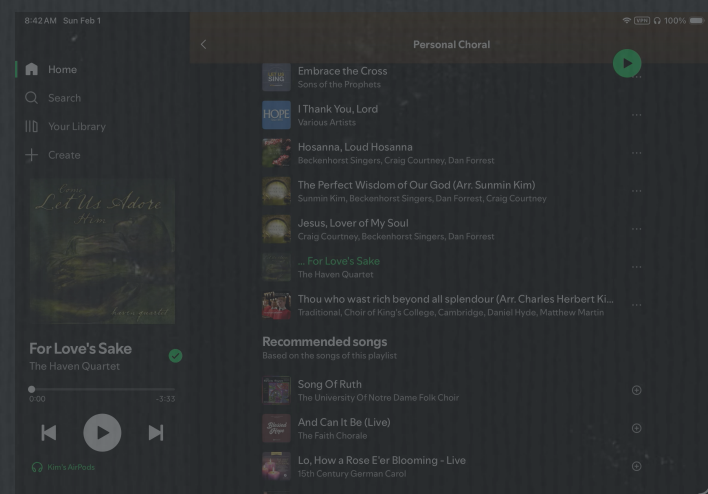 8:42 AM Sun Feb 1
VPN
100%
Personal Choral
Home
Search
Your Library
Create
Come
Let Us Adore
Him
haven quartet
For Love's Sake
The Haven Quartet
0:00
-3:33
Kim's AirPods
Embrace the Cross
Sons of the Prophets
I Thank You, Lord
Various Artists
Hosanna, Loud Hosanna
Beckenhorst Singers, Craig Courtney, Dan Forrest
The Perfect Wisdom of Our God (Arr. Sunmin Kim)
Sunmin Kim, Beckenhorst Singers, Dan Forrest, Craig Courtney
Jesus, Lover of My Soul
Craig Courtney, Beckenhorst Singers, Dan Forrest
... For Love's Sake
The Haven Quartet
Thou who wast rich beyond all splendour (Arr. Charles Herbert Ki...
Traditional, Choir of King's College, Cambridge, Daniel Hyde, Matthew Martin
Recommended songs
Based on the songs of this playlist
Song Of Ruth
The University Of Notre Dame Folk Choir
And Can It Be (Live)
The Faith Chorale
Lo, How a Rose E'er Blooming - Live
15th Century German Carol
SING
HOPE
Blessed
Hope